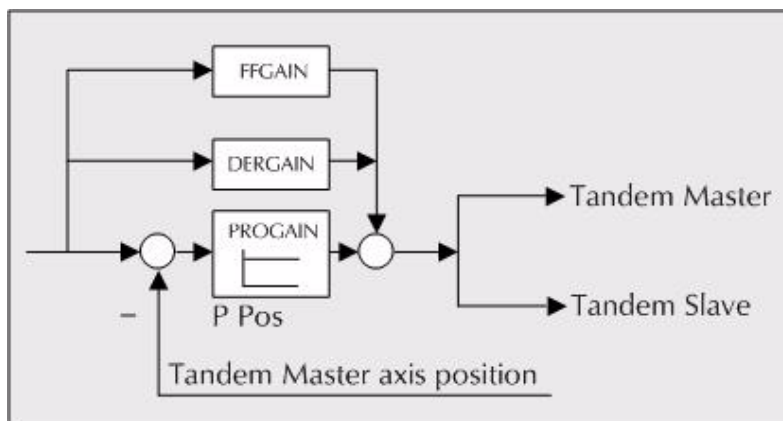 FFGAIN
DERGAIN
PROGAIN
P Pos
–
Tandem Master
Tandem Slave
Tandem Master axis position